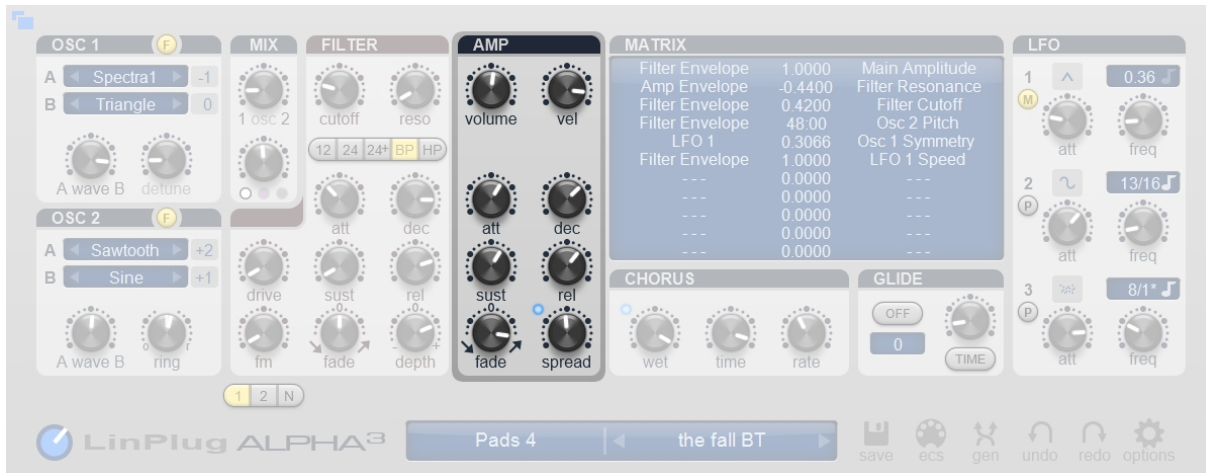 OSC 1 F
A Spectra1 -1
B Triangle 0
A wave B detune
OSC 2 F
A Sawtooth +2
B Sine +1
A wave B o ring r
MIX
1 osc 2
FILTER
cutoff reso
12 24 24+ BP HP
att dec
drive sust rel
0 0
fm fade - depth +
1 2 N
AMP
volume vel
att dec
sust rel
0
fade spread
MATRIX
Filter Envelope 1.0000 Main Amplitude
Amp Envelope -0.4400 Filter Resonance
Filter Envelope 0.4200 Filter Cutoff
Filter Envelope 48:00 Osc 2 Pitch
LFO 1 0.3066 Osc 1 Symmetry
Filter Envelope 1.0000 LFO 1 Speed
--- 0.0000 ---
--- 0.0000 ---
--- 0.0000 ---
--- 0.0000 ---
--- 0.0000 ---
CHORUS
wet time rate
GLIDE
OFF
0
TIME
LFO
1 0.36
M
att freq
2 13/16
P
att freq
3 8/1*
P
att freq
LinPlug ALPHA3
Pads 4 the fall BT
save ecs gen undo redo options